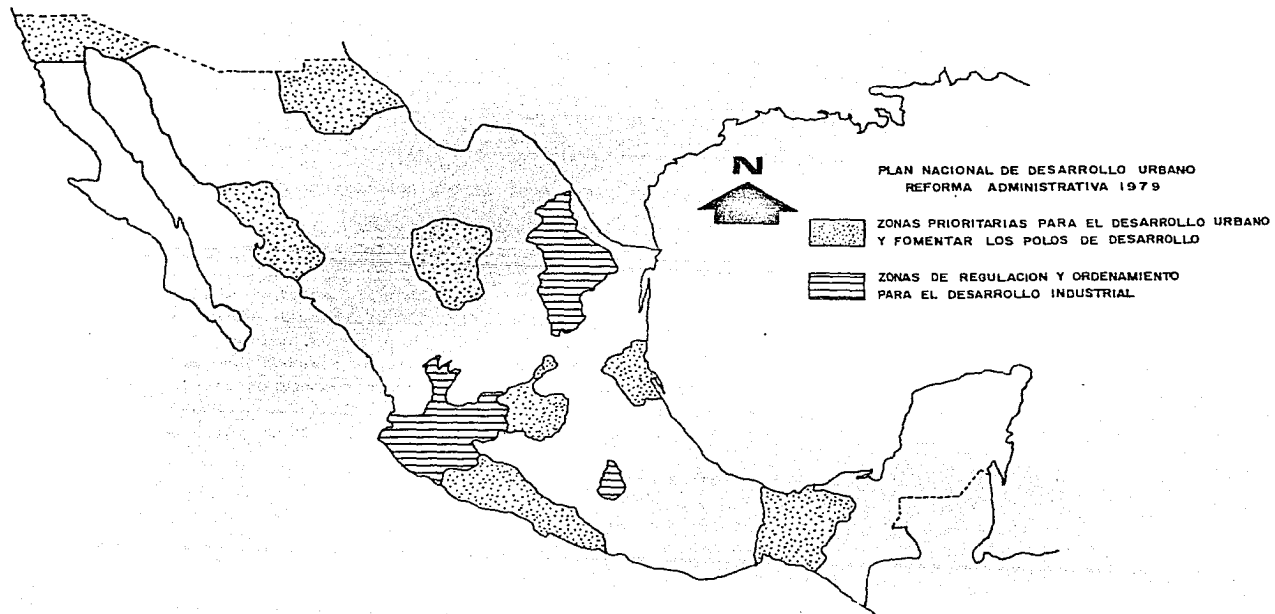 N
PLAN NACIONAL DE DESARROLLO URBANO
REFORMA ADMINISTRATIVA 1979
ZONAS PRIORITARIAS PARA EL DESARROLLO URBANO
Y FOMENTAR LOS POLOS DE DESARROLLO
ZONAS DE REGULACION Y ORDENAMIENTO
PARA EL DESARROLLO INDUSTRIAL